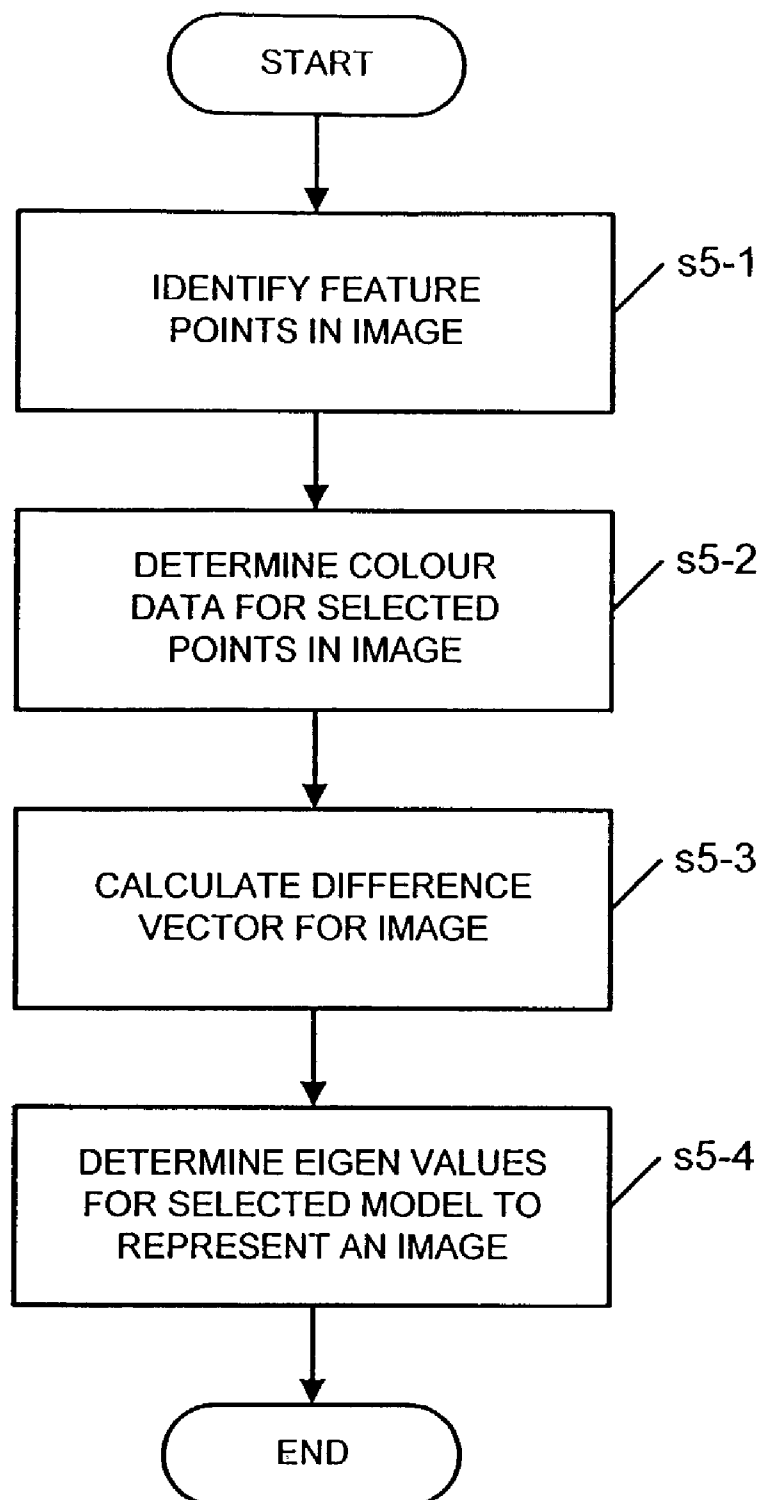 START
IDENTIFY FEATURE
POINTS IN IMAGE
s5-1
DETERMINE COLOUR
DATA FOR SELECTED
POINTS IN IMAGE
s5-2
CALCULATE DIFFERENCE
VECTOR FOR IMAGE
s5-3
DETERMINE EIGEN VALUES
FOR SELECTED MODEL TO
REPRESENT AN IMAGE
s5-4
END